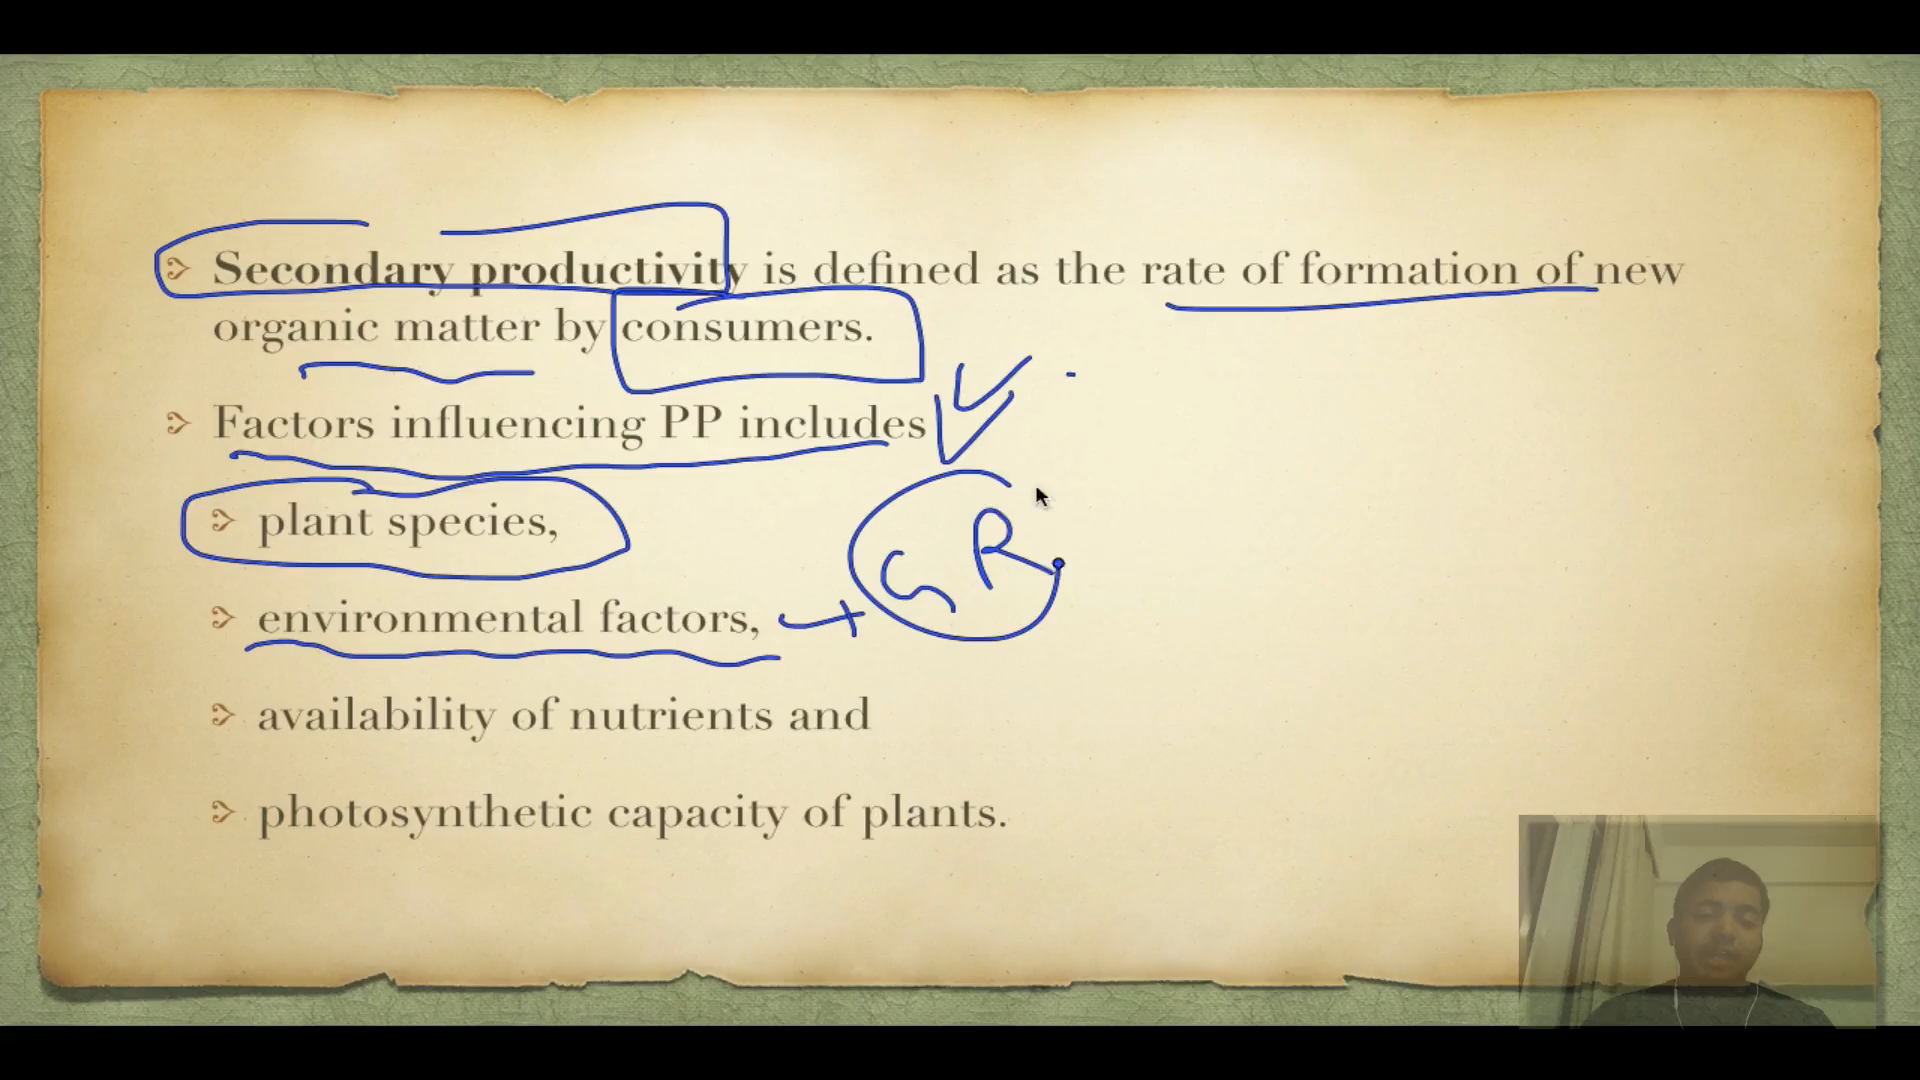 Secondary productivity is defined as the rate of formation of new
organic matter by consumers.
Factors influencing PP includes
plant species,
environmental factors,
G R
availability of nutrients and
photosynthetic capacity of plants.